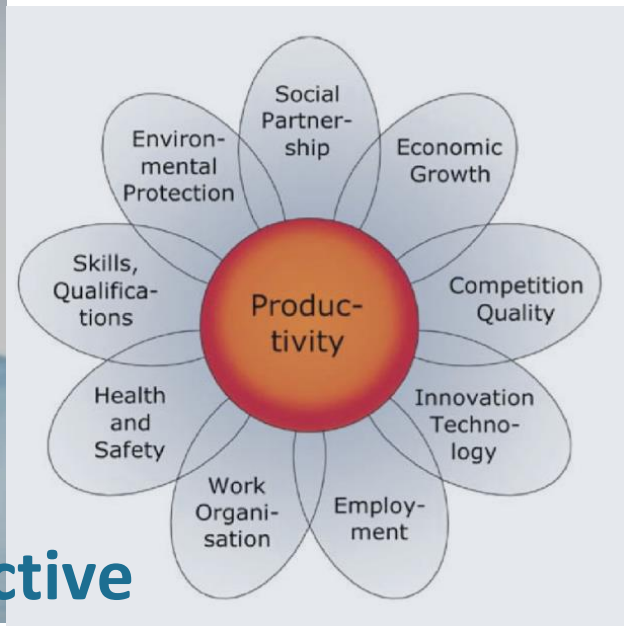 Social
Partner-
ship
Economic
Growth
Competition
Quality
Innovation
Techno-
logy
Employ-
ment
Work
Organi-
sation
Health
and
Safety
Skills,
Qualifica-
tions
Environ-
mental
Protection
Produc-
tivity
ctive